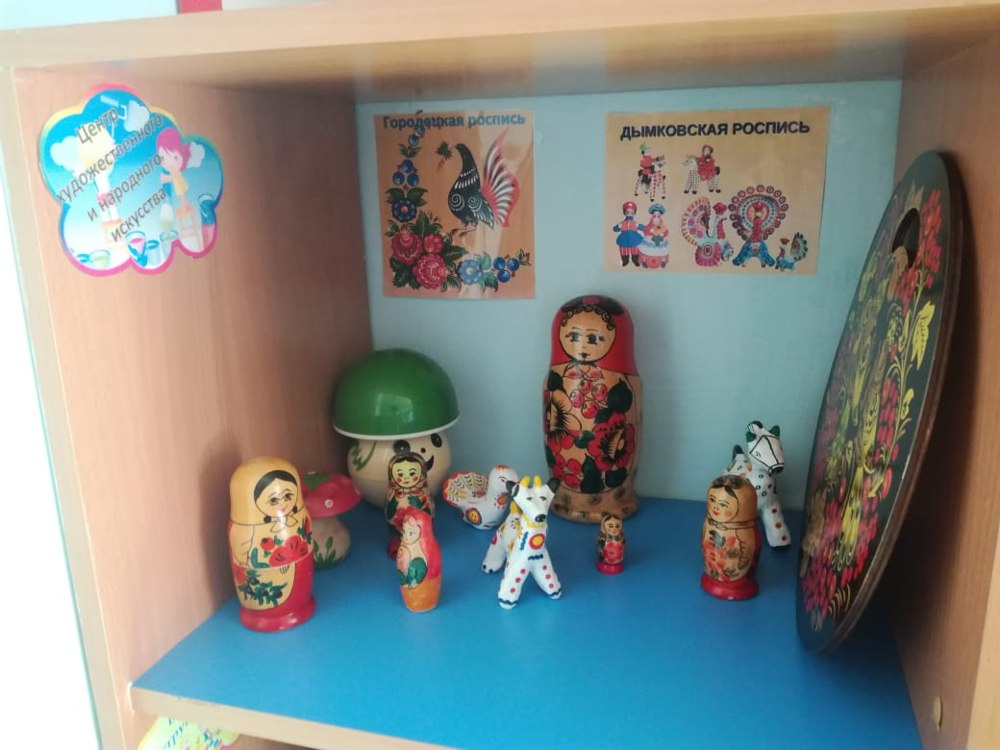 Центр
художественного
и народного
искусства
Городецкая роспись
ДЫМКОВСКАЯ РОСПИСЬ